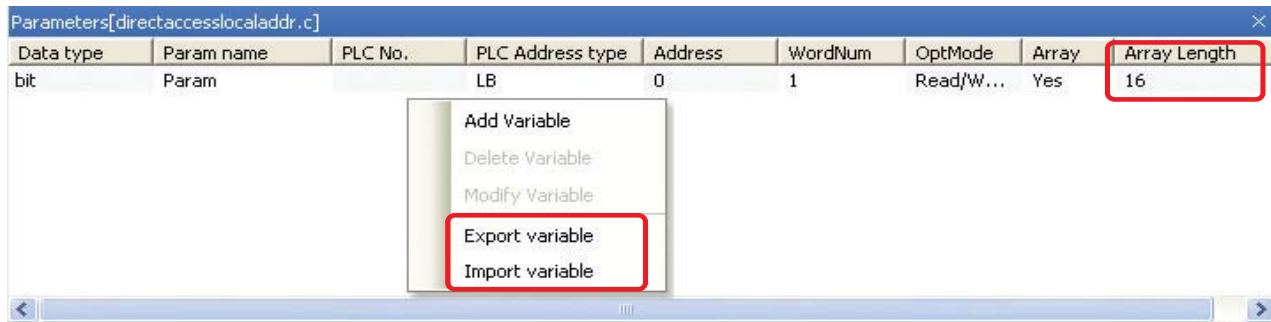 Parameters[directaccesslocaladdr.c]
Data type Param name PLC No. PLC Address type Address WordNum OptMode Array Array Length
bit Param LB 0 1 Read/W... Yes 16
Add Variable
Delete Variable
Modify Variable
Export variable
Import variable